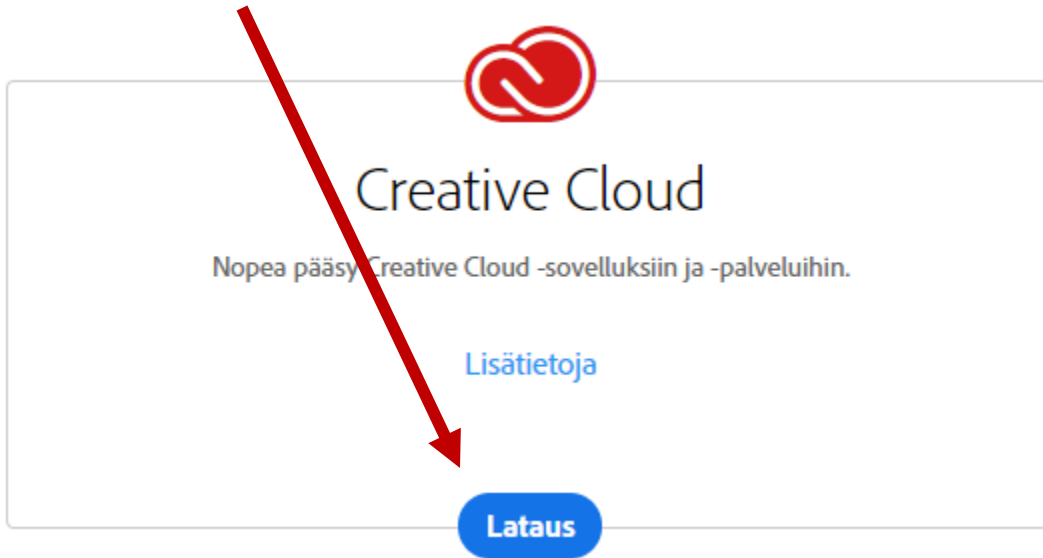 Creative Cloud
Nopea pääsy Creative Cloud -sovelluksiin ja -palveluihin.
Lisätietoja
Lataus